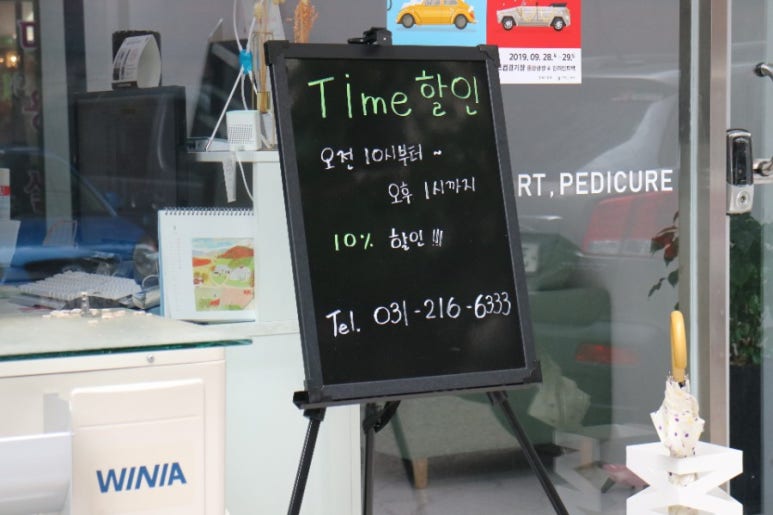 2019. 09. 28.
Time 할인
오전 10시부터 ~
오후 1시까지
10% 할인 !!!
Tel. 031-216-6333
RT, PEDICURE
WINIA